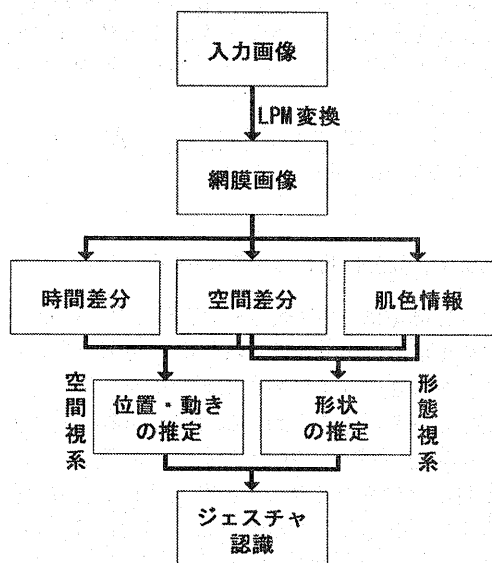 入力画像
LPM変換
網膜画像
時間差分
空間差分
肌色情報
空間視系
位置・動き
の推定
形状
の推定
形態視系
ジェスチャ
認識